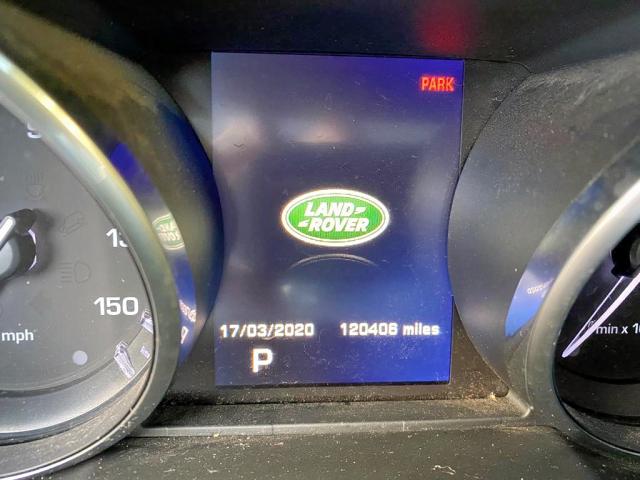 PARK
LAND
ROVER
17/03/2020 120406 miles
P
150
mph